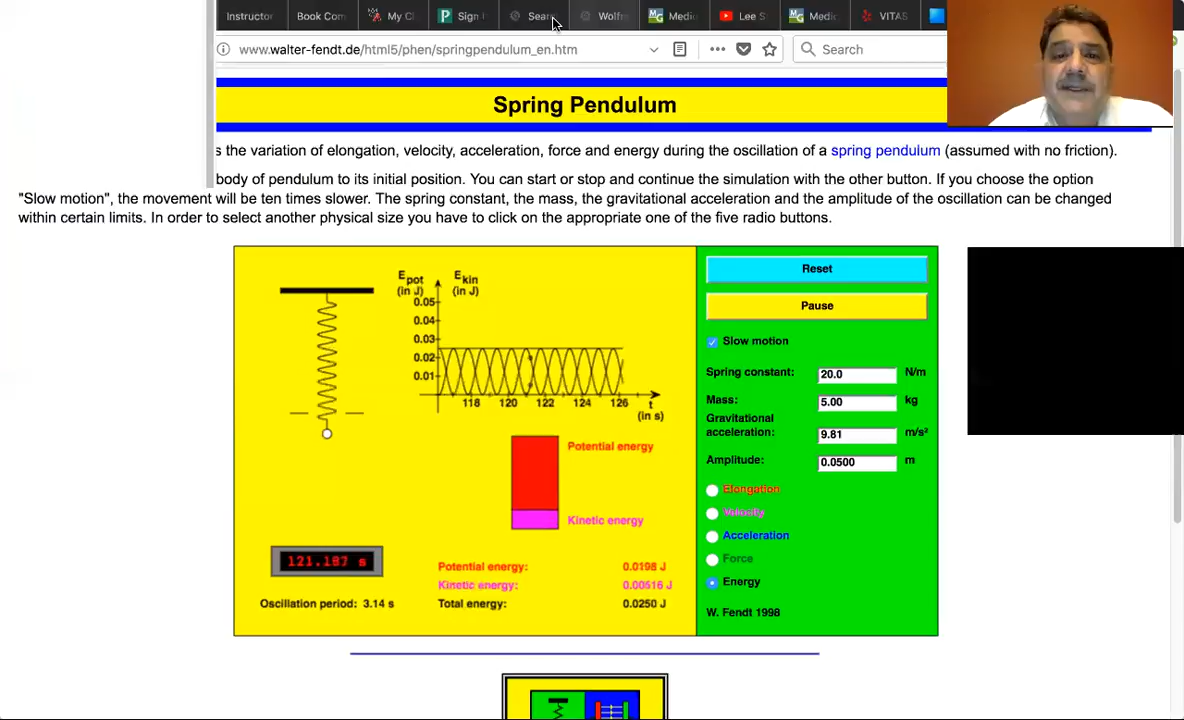 Instructor Book Com My Cl Sign i Sear Wolfr Medic Lee S Medic VITAS
www.walter-fendt.de/html5/phen/springpendulum_en.htm Search
Spring Pendulum
s the variation of elongation, velocity, acceleration, force and energy during the oscillation of a spring pendulum (assumed with no friction).
body of pendulum to its initial position. You can start or stop and continue the simulation with the other button. If you choose the option
"Slow motion", the movement will be ten times slower. The spring constant, the mass, the gravitational acceleration and the amplitude of the oscillation can be changed
within certain limits. In order to select another physical size you have to click on the appropriate one of the five radio buttons.
E pot E kin
(in J) (in J)
0.05
0.04
0.03
0.02
0.01
118 120 122 124 126 t
(in s)
Potential energy
Kinetic energy
121.187 s
Oscillation period: 3.14 s
Potential energy: 0.0198 J
Kinetic energy: 0.00516 J
Total energy: 0.0250 J
Reset
Pause
Slow motion
Spring constant: 20.0 N/m
Mass: 5.00 kg
Gravitational
acceleration: 9.81 m/s²
Amplitude: 0.0500 m
Elongation
Velocity
Acceleration
Force
Energy
W. Fendt 1998